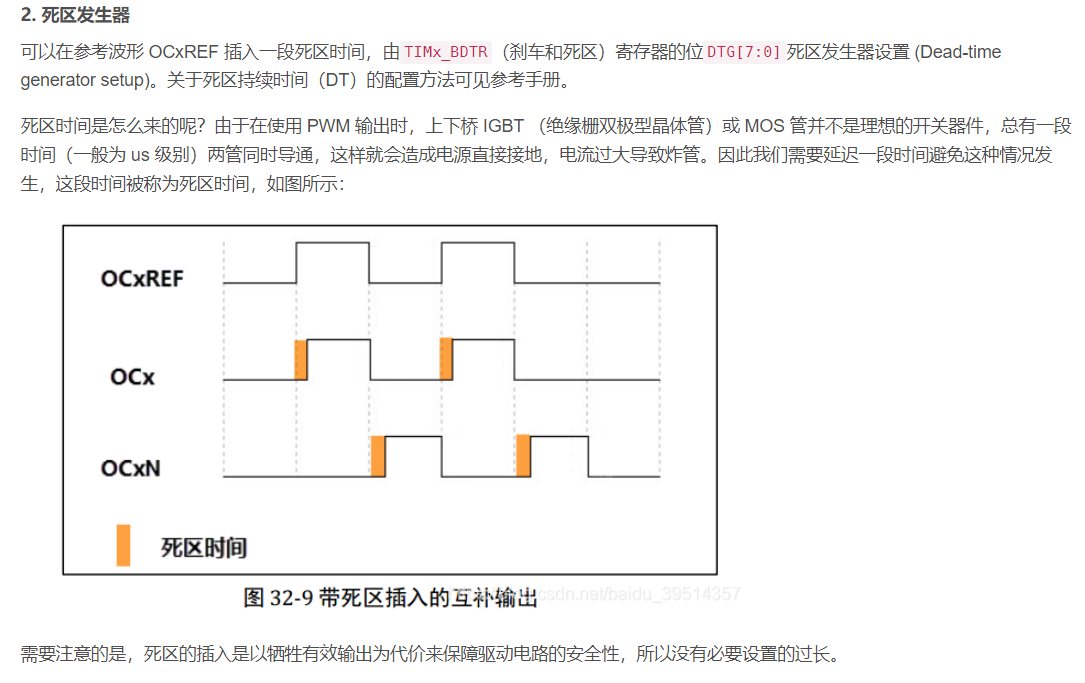 2. 死区发生器
可以在参考波形 OCxREF 插入一段死区时间，由 TIMx_BDTR （刹车和死区）寄存器的位 DTG[7:0] 死区发生器设置 (Dead-time
generator setup)。关于死区持续时间（DT）的配置方法可见参考手册。
死区时间是怎么来的呢？由于在使用 PWM 输出时，上下桥 IGBT （绝缘栅双极型晶体管）或 MOS 管并不是理想的开关器件，总有一段
时间（一般为 us 级别）两管同时导通，这样就会造成电源直接接地，电流过大导致炸管。因此我们需要延迟一段时间避免这种情况发
生，这段时间被称为死区时间，如图所示：
OCxREF
OCx
OCxN
死区时间
图 32-9 带死区插入的互补输出
csdn.net/baidu_39514357
需要注意的是，死区的插入是以牺牲有效输出为代价来保障驱动电路的安全性，所以没有必要设置的过长。